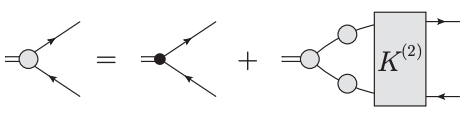 = + K^(2)